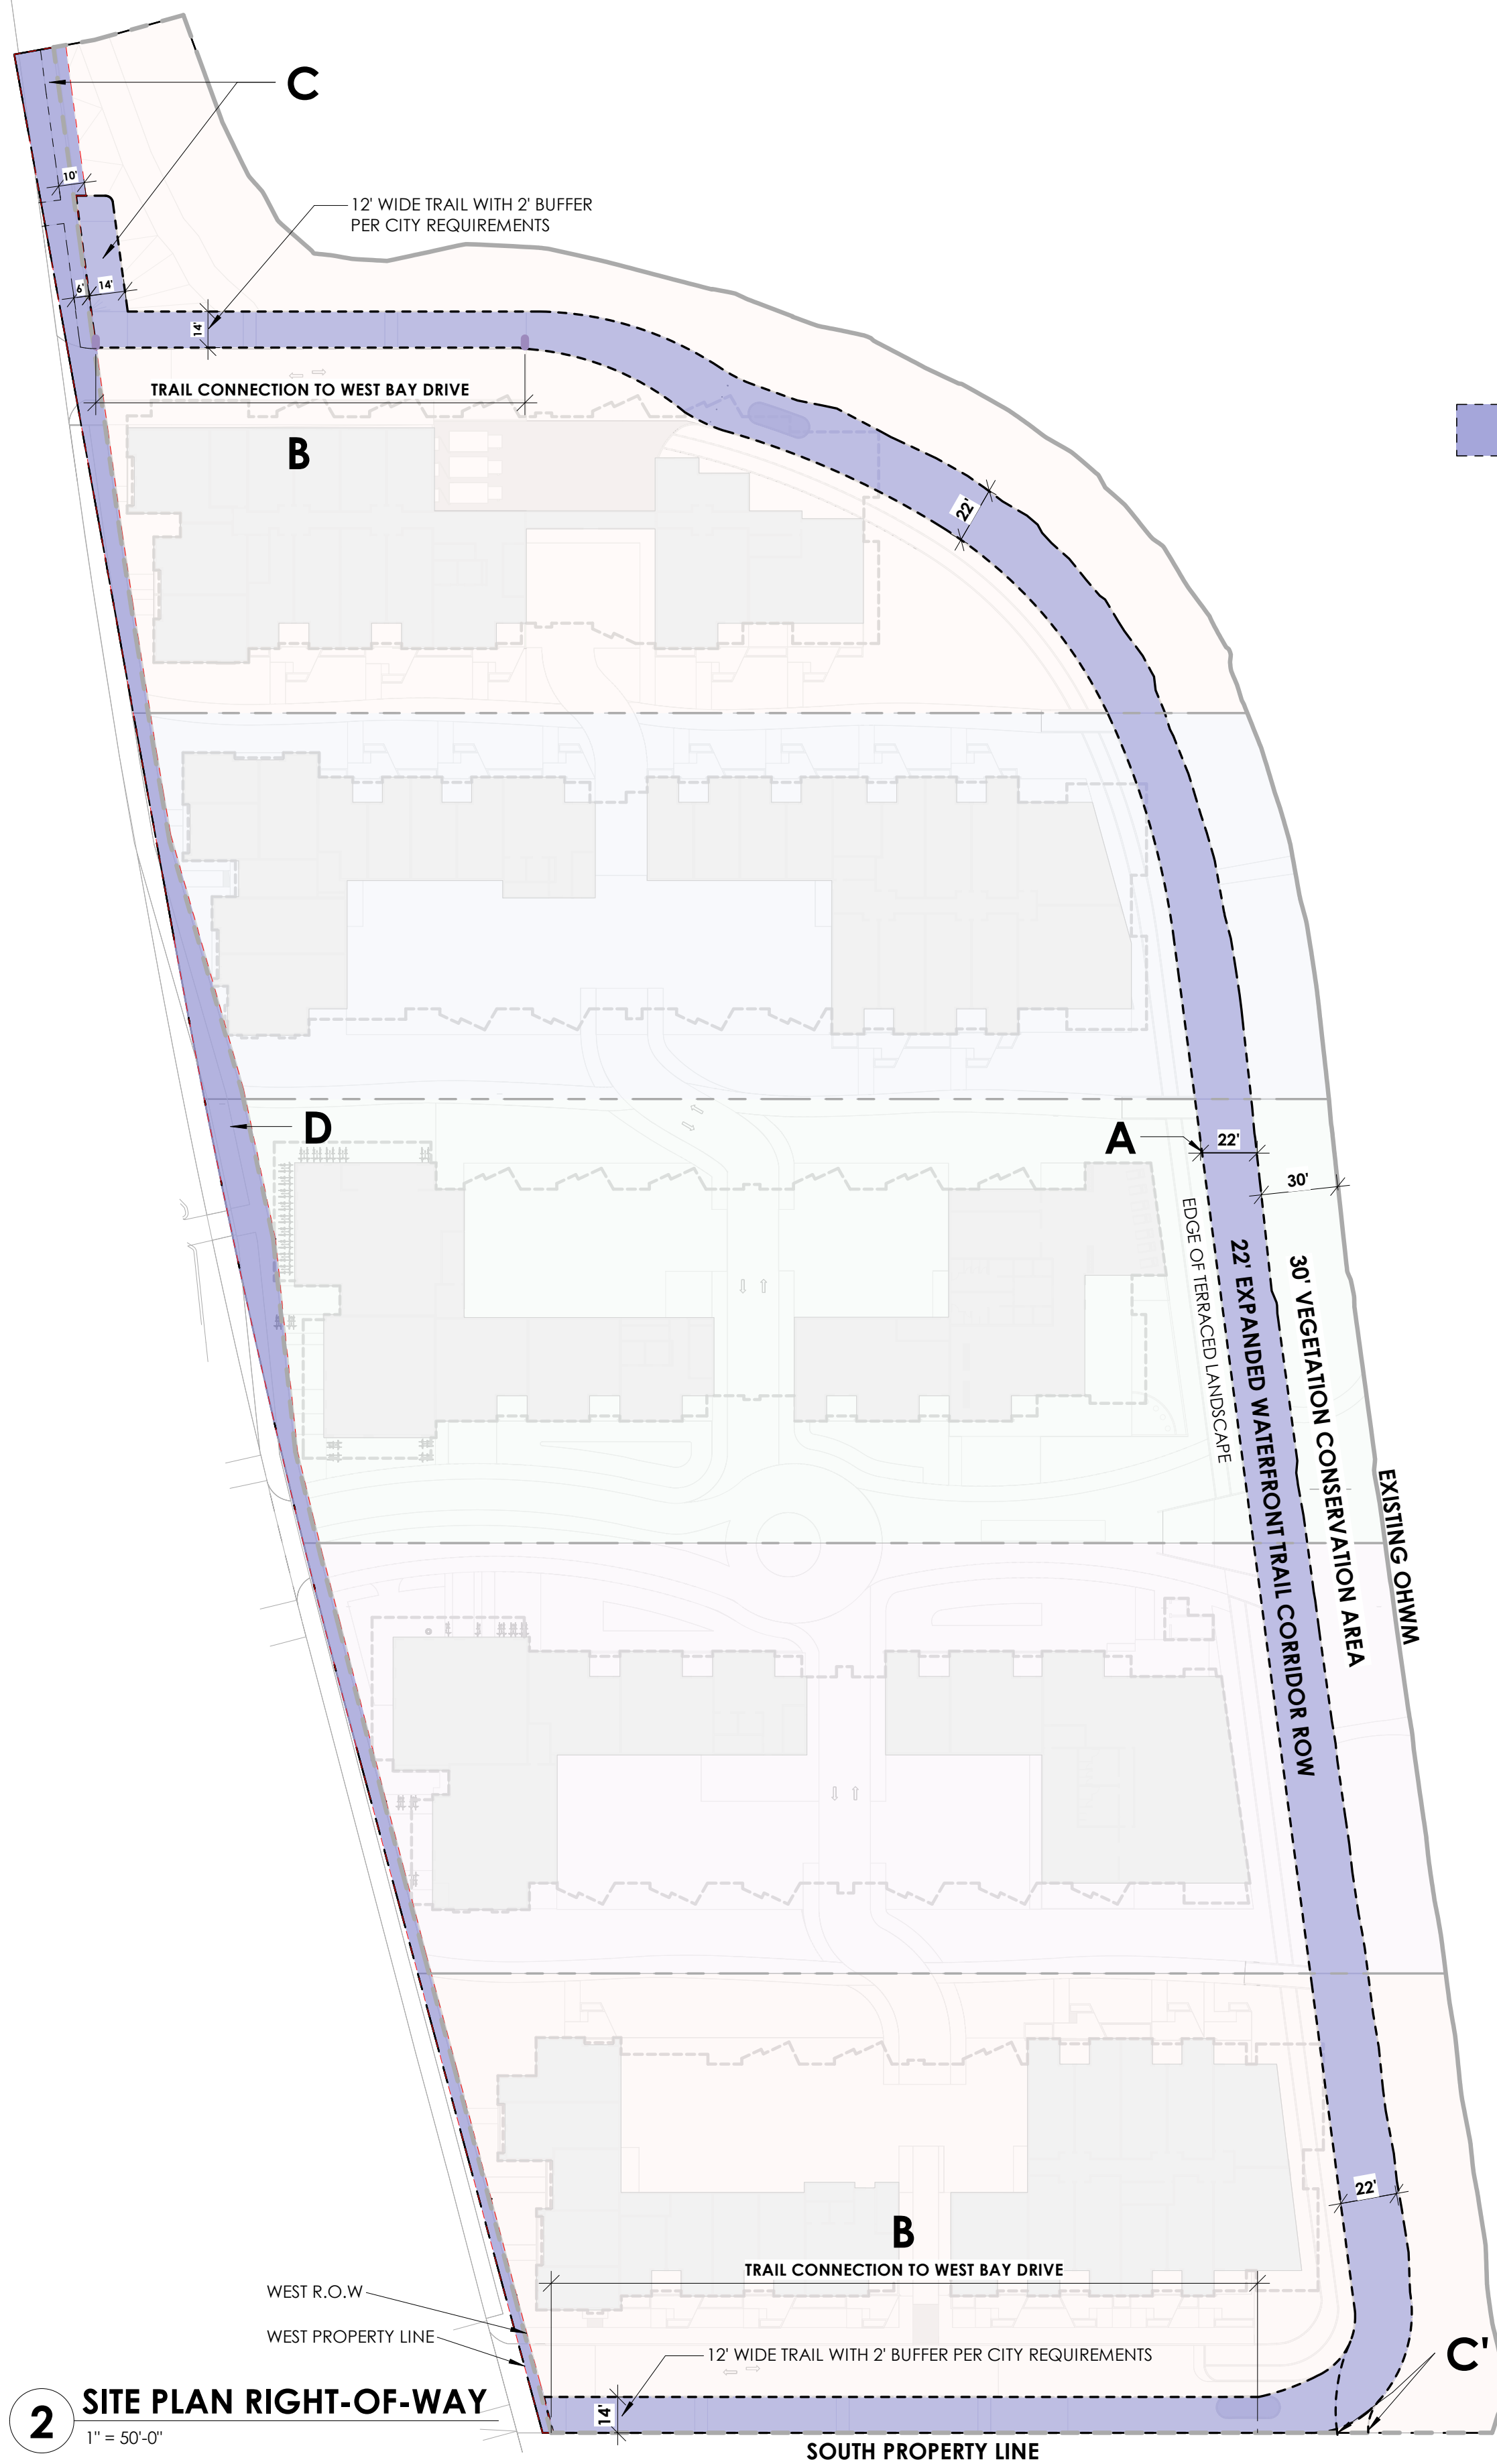 C
10'
12' WIDE TRAIL WITH 2' BUFFER
PER CITY REQUIREMENTS
6'
14'
14'
TRAIL CONNECTION TO WEST BAY DRIVE
B
22'
D
A
22'
30'
EDGE OF TERRACED LANDSCAPE
22' EXPANDED WATERFRONT TRAIL CORRIDOR ROW
30' VEGETATION CONSERVATION AREA
EXISTING OHWM
22'
B
TRAIL CONNECTION TO WEST BAY DRIVE
WEST R.O.W
WEST PROPERTY LINE
12' WIDE TRAIL WITH 2' BUFFER PER CITY REQUIREMENTS
C'
14'
2
SITE PLAN RIGHT-OF-WAY
1" = 50'-0"
SOUTH PROPERTY LINE